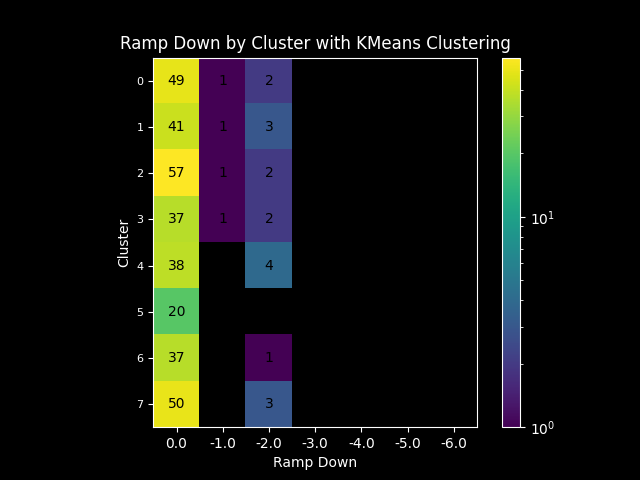 Ramp Down by Cluster with KMeans Clustering
0 49 1 2
1 41 1 3
2 57 1 2
3 37 1 2
4 38 4
5 20
6 37 1
7 50 3
Cluster
0.0 -1.0 -2.0 -3.0 -4.0 -5.0 -6.0
Ramp Down
10¹
10⁰